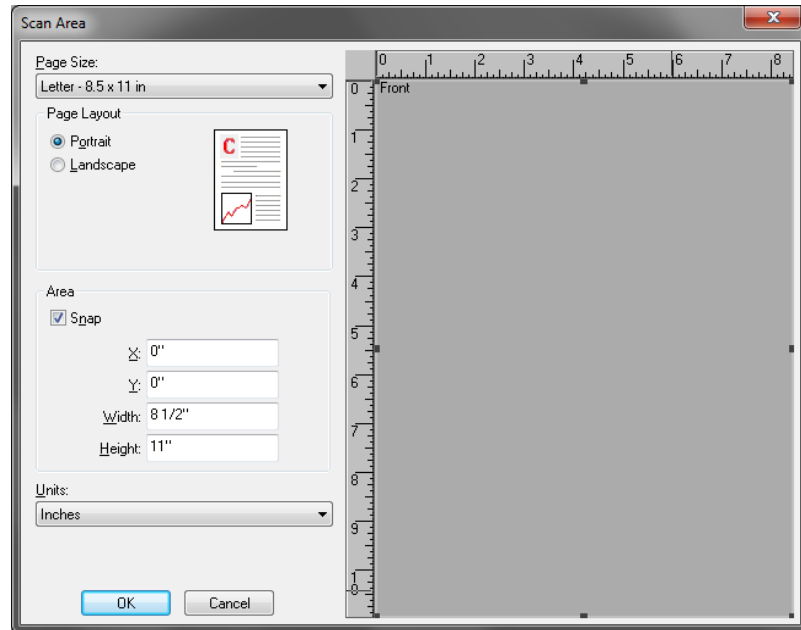 Scan Area
Page Size:
Letter - 8.5 x 11 in
Page Layout
Portrait
Landscape
C
Area
Snap
X: 0"
Y: 0"
Width: 8 1/2"
Height: 11"
Units:
Inches
OK Cancel
0 1 2 3 4 5 6 7 8
Front
0
1
2
3
4
5
6
7
8
9
10